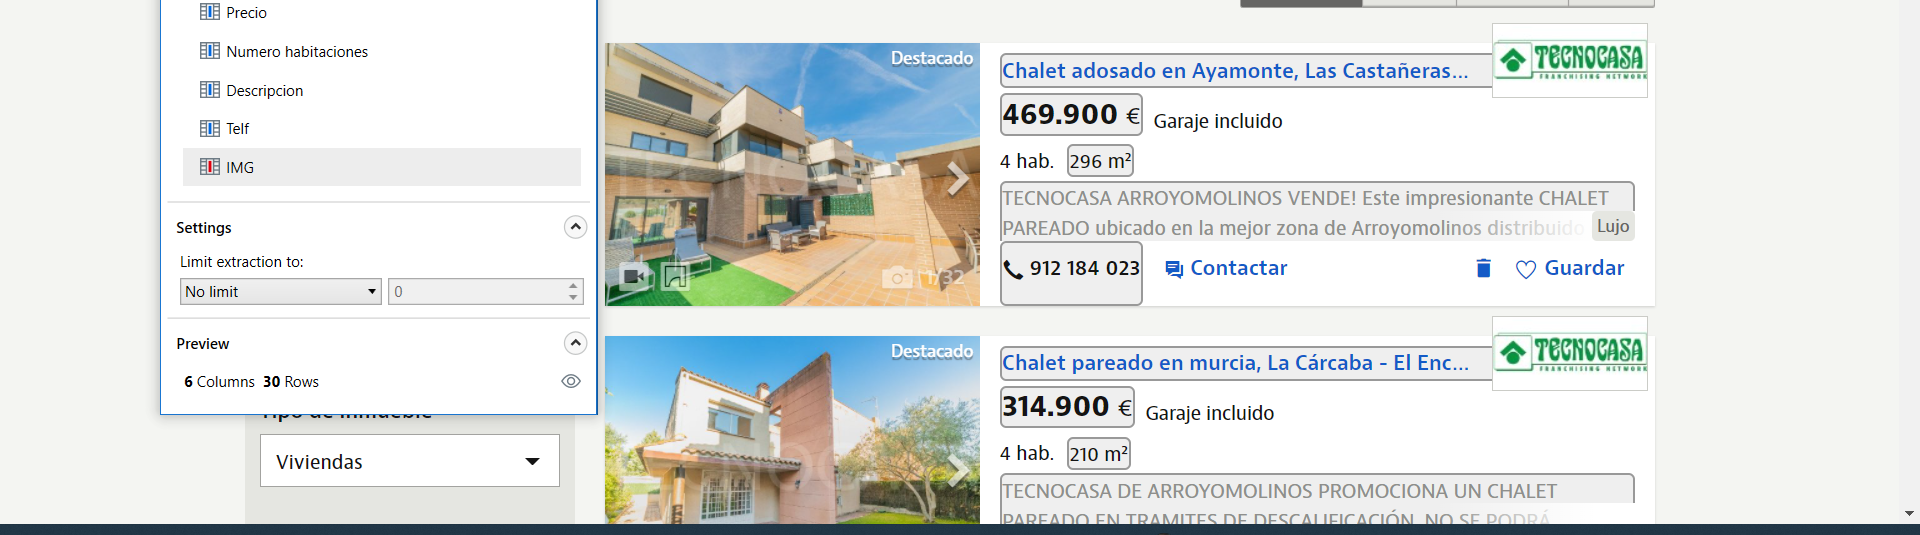 Precio
Numero habitaciones
Descripcion
Telf
IMG
Settings
Limit extraction to:
No limit
0
Preview
6 Columns 30 Rows
Viviendas
Destacado
1/32
Chalet adosado en Ayamonte, Las Castañeras...
TECNOCASA
FRANCHISING NETWORK
469.900 €
Garaje incluido
4 hab.
296 m²
TECNOCASA ARROYOMOLINOS VENDE! Este impresionante CHALET
PAREADO ubicado en la mejor zona de Arroyomolinos distribuido
Lujo
912 184 023
Contactar
Guardar
Destacado
Chalet pareado en murcia, La Cárcaba - El Enc...
TECNOCASA
FRANCHISING NETWORK
314.900 €
Garaje incluido
4 hab.
210 m²
TECNOCASA DE ARROYOMOLINOS PROMOCIONA UN CHALET
PAREADO EN TRAMITES DE DESCALIFICACIÓN. NO SE PODRÁ